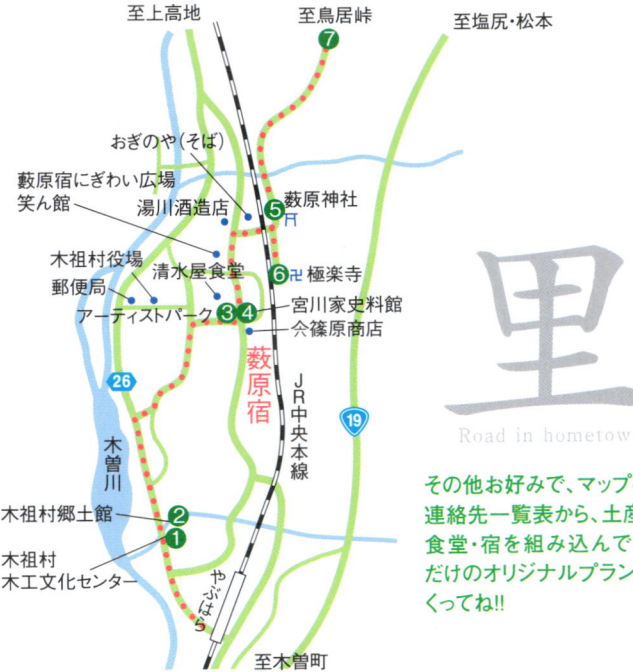 至上高地
至鳥居峠
至塩尻・松本
7
おぎのや(そば)
藪原宿にぎわい広場
笑ん館
湯川酒造店
5
藪原神社
木祖村役場
清水屋食堂
6
卍 極楽寺
郵便局
アーティストパーク
3
4
宮川家史料館
篠原商店
藪原宿
26
JR中央本線
19
里
Road in hometow
木曽川
その他お好みで、マップ
連絡先一覧表から、土産
食堂・宿を組み込んで
だけのオリジナルプラン
くってね!!
木祖村郷土館
2
1
木祖村
木工文化センター
やぶはら
至木曽町